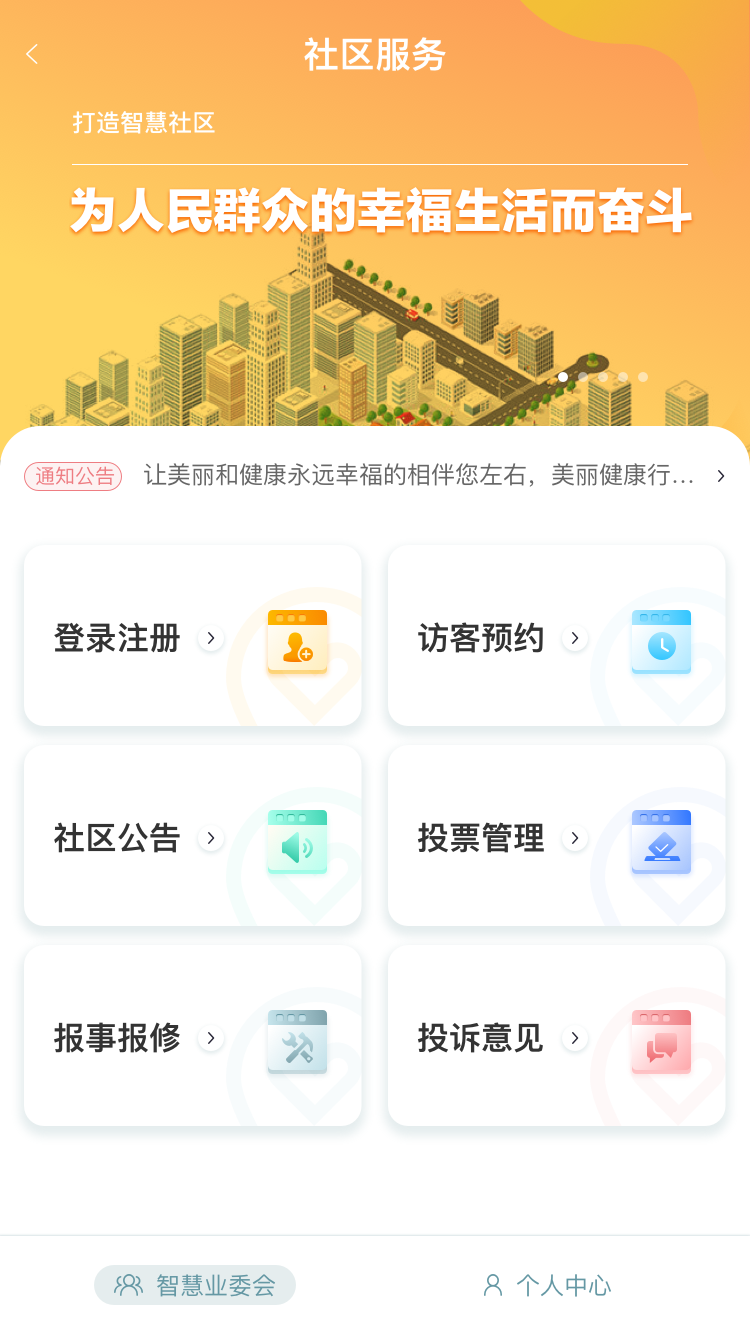 社区服务
打造智慧社区
为人民群众的幸福生活而奋斗
通知公告 让美丽和健康永远幸福的相伴您左右，美丽健康行...
登录注册
访客预约
社区公告
投票管理
报事报修
投诉意见
智慧业委会
个人中心